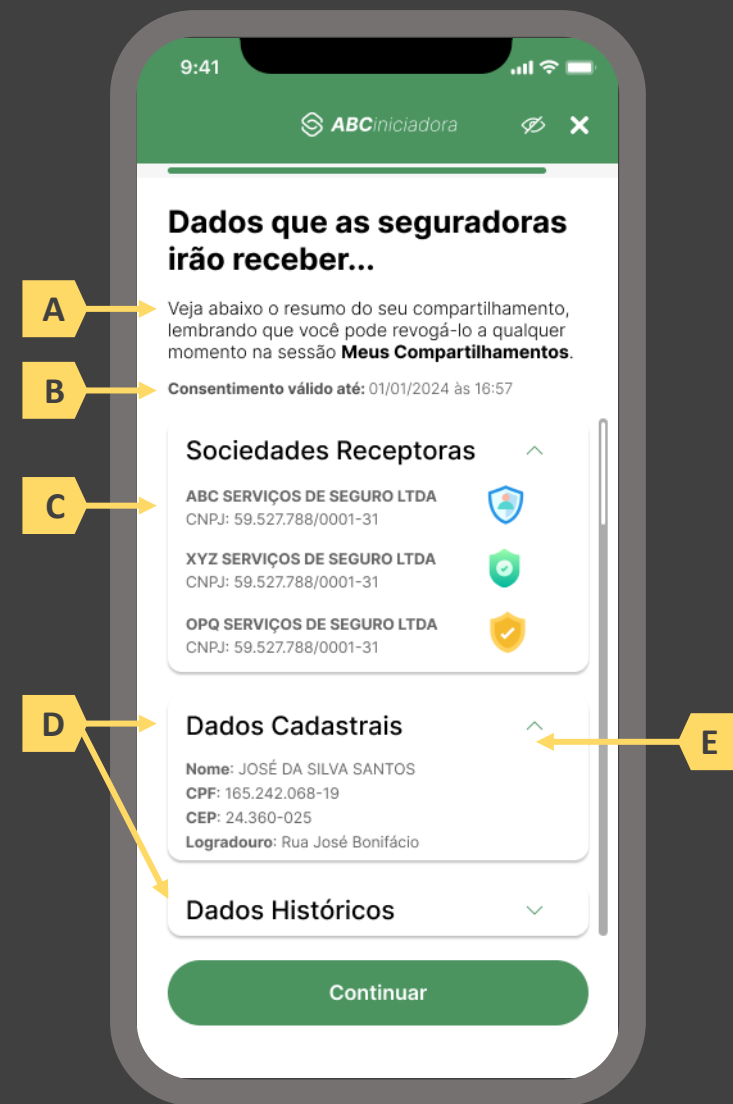 9:41
ABCiniciadora
Dados que as seguradoras
irão receber...
A
Veja abaixo o resumo do seu compartilhamento,
lembrando que você pode revogá-lo a qualquer
momento na sessão Meus Compartilhamentos.
B
Consentimento válido até: 01/01/2024 às 16:57
Sociedades Receptoras
C
ABC SERVIÇOS DE SEGURO LTDA
CNPJ: 59.527.788/0001-31
XYZ SERVIÇOS DE SEGURO LTDA
CNPJ: 59.527.788/0001-31
OPQ SERVIÇOS DE SEGURO LTDA
CNPJ: 59.527.788/0001-31
D
Dados Cadastrais
E
Nome: JOSÉ DA SILVA SANTOS
CPF: 165.242.068-19
CEP: 24.360-025
Logradouro: Rua José Bonifácio
Dados Históricos
Continuar